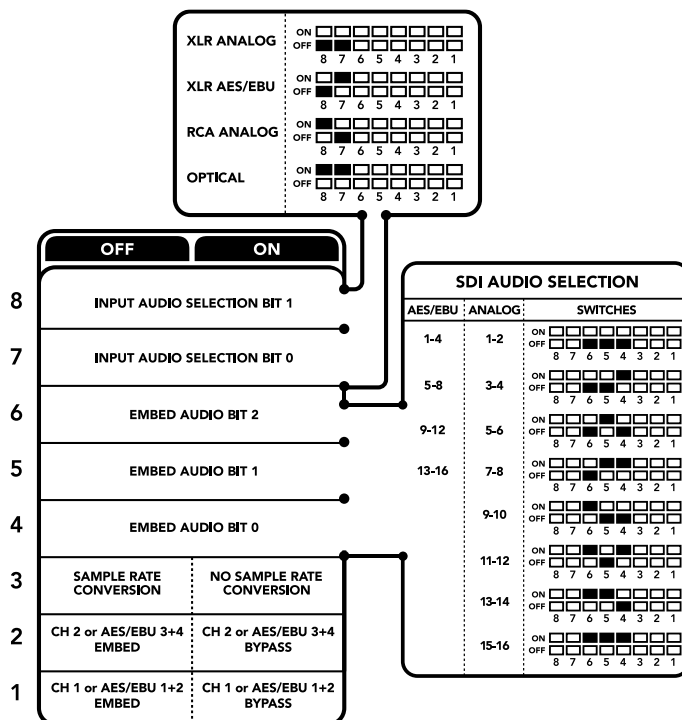 XLR ANALOG
ON
OFF
8 7 6 5 4 3 2 1
XLR AES/EBU
ON
OFF
8 7 6 5 4 3 2 1
RCA ANALOG
ON
OFF
8 7 6 5 4 3 2 1
OPTICAL
ON
OFF
8 7 6 5 4 3 2 1
OFF ON
8 INPUT AUDIO SELECTION BIT 1
7 INPUT AUDIO SELECTION BIT 0
6 EMBED AUDIO BIT 2
5 EMBED AUDIO BIT 1
4 EMBED AUDIO BIT 0
3 SAMPLE RATE CONVERSION NO SAMPLE RATE CONVERSION
2 CH 2 or AES/EBU 3+4 EMBED CH 2 or AES/EBU 3+4 BYPASS
1 CH 1 or AES/EBU 1+2 EMBED CH 1 or AES/EBU 1+2 BYPASS
SDI AUDIO SELECTION
AES/EBU ANALOG SWITCHES
1-4 1-2
ON
OFF
8 7 6 5 4 3 2 1
5-8 3-4
ON
OFF
8 7 6 5 4 3 2 1
9-12 5-6
ON
OFF
8 7 6 5 4 3 2 1
13-16 7-8
ON
OFF
8 7 6 5 4 3 2 1
9-10
ON
OFF
8 7 6 5 4 3 2 1
11-12
ON
OFF
8 7 6 5 4 3 2 1
13-14
ON
OFF
8 7 6 5 4 3 2 1
15-16
ON
OFF
8 7 6 5 4 3 2 1